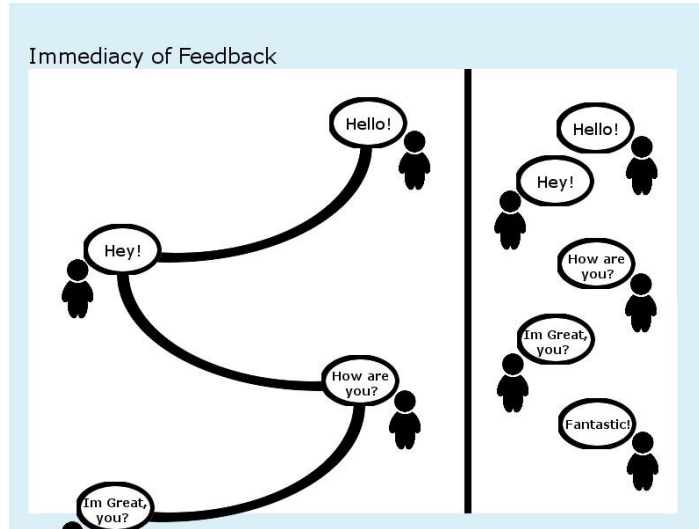 Immediacy of Feedback
Hello!
Hey!
How are
you?
Im Great,
you?
Hello!
Hey!
How are
you?
Im Great,
you?
Fantastic!